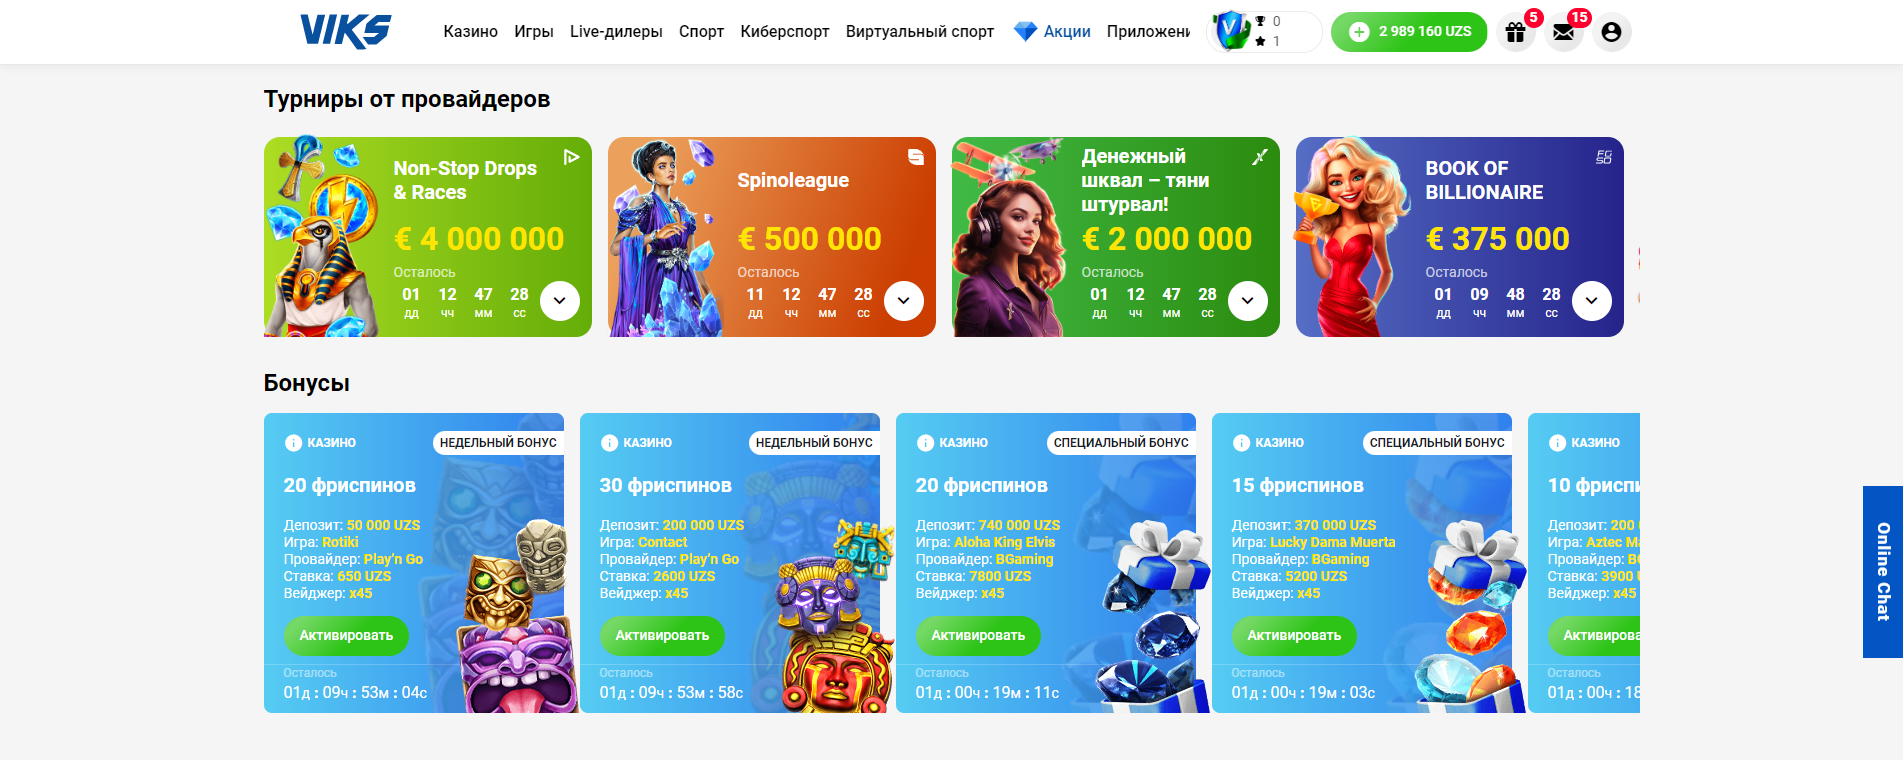 VIKS
Казино Игры Live-дилеры Спорт Киберспорт Виртуальный спорт Акции Приложени
0
1
2 989 160 UZS
5
15
Турниры от провайдеров
Non-Stop Drops
& Races
€ 4 000 000
Осталось
01 12 47 28
дд чч мм сс
Spinoleague
€ 500 000
Осталось
11 12 47 28
дд чч мм сс
Денежный
шквал – тяни
штурвал!
€ 2 000 000
Осталось
01 12 47 28
дд чч мм сс
BOOK OF
BILLIONAIRE
€ 375 000
Осталось
01 09 48 28
дд чч мм сс
Бонусы
КАЗИНО НЕДЕЛЬНЫЙ БОНУС
20 фриспинов
Депозит: 50 000 UZS
Игра: Rotiki
Провайдер: Play'n Go
Ставка: 650 UZS
Вейджер: x45
Активировать
Осталось
01д : 09ч : 53м : 04с
КАЗИНО НЕДЕЛЬНЫЙ БОНУС
30 фриспинов
Депозит: 200 000 UZS
Игра: Contact
Провайдер: Play'n Go
Ставка: 2600 UZS
Вейджер: x45
Активировать
Осталось
01д : 09ч : 53м : 58с
КАЗИНО СПЕЦИАЛЬНЫЙ БОНУС
20 фриспинов
Депозит: 740 000 UZS
Игра: Aloha King Elvis
Провайдер: BGaming
Ставка: 7800 UZS
Вейджер: x45
Активировать
Осталось
01д : 00ч : 19м : 11с
КАЗИНО СПЕЦИАЛЬНЫЙ БОНУС
15 фриспинов
Депозит: 370 000 UZS
Игра: Lucky Dama Muerta
Провайдер: BGaming
Ставка: 5200 UZS
Вейджер: x45
Активировать
Осталось
01д : 00ч : 19м : 03с
КАЗИНО
10 фриспи
Депозит: 200
Игра: Aztec Ma
Провайдер: B
Ставка: 3900
Вейджер: x45
Активирова
Осталось
01д : 00ч : 18
Online Chat